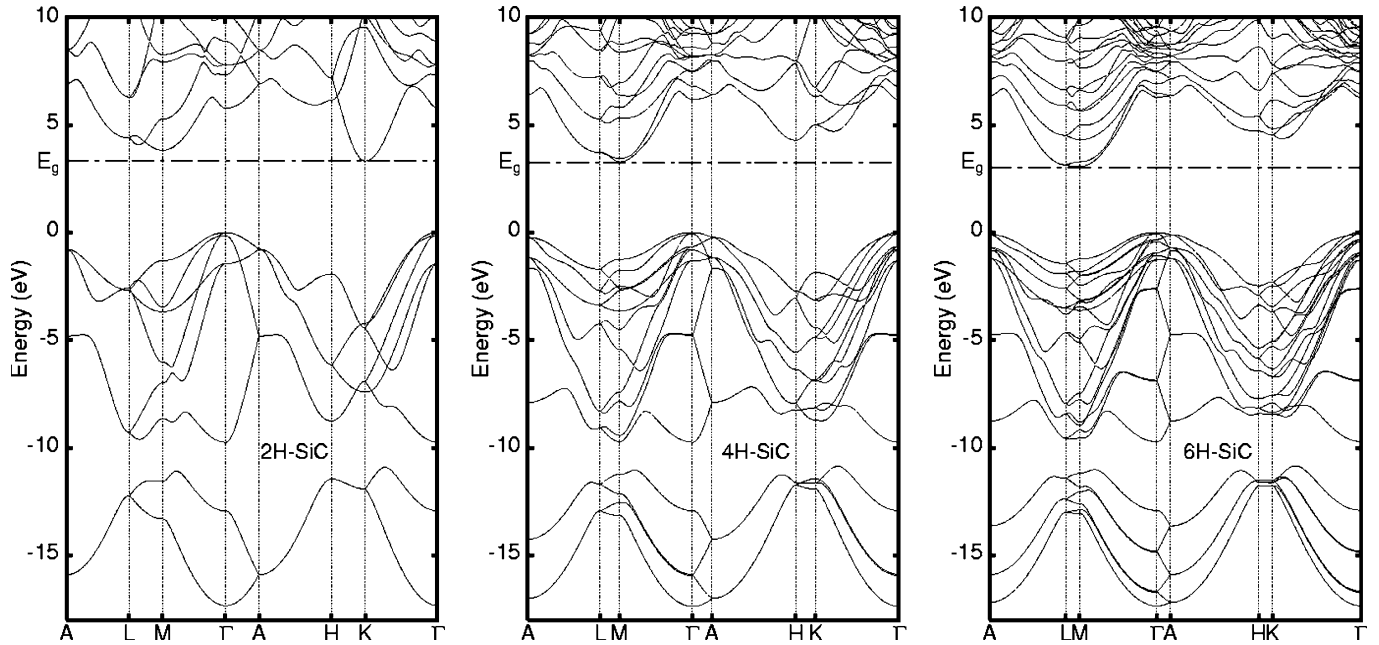 10
5
E_g
0
-5
-10
-15
Energy (eV)
2H-SiC
A L M Γ A H K Γ
10
5
E_g
0
-5
-10
-15
Energy (eV)
4H-SiC
A L M Γ A H K Γ
10
5
E_g
0
-5
-10
-15
Energy (eV)
6H-SiC
A L M Γ A H K Γ